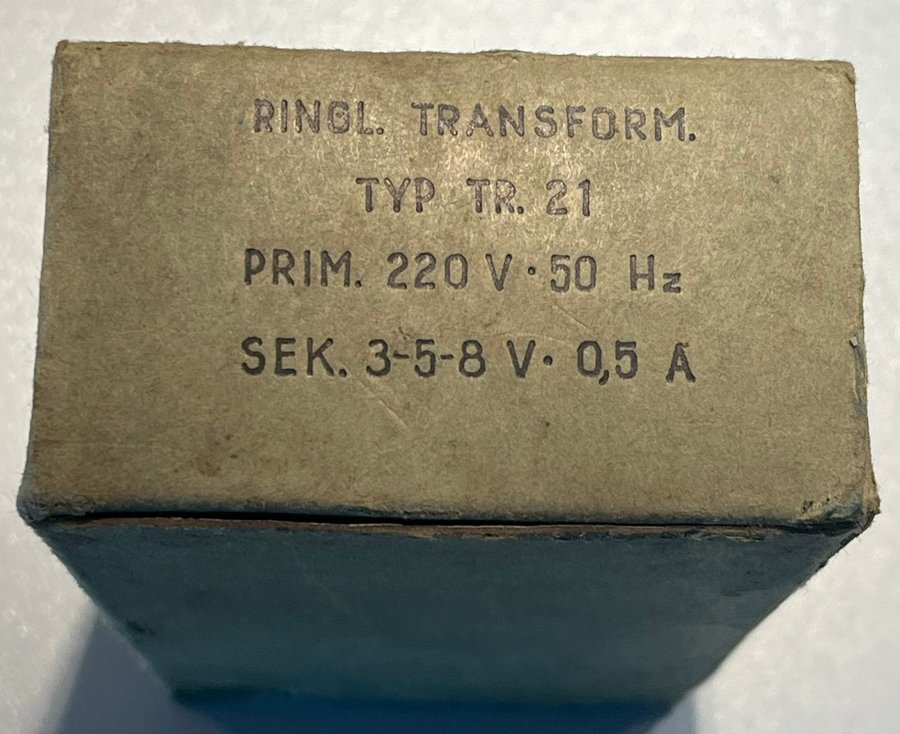 RINGL. TRANSFORM.
TYP TR. 21
PRIM. 220 V · 50 Hz
SEK. 3-5-8 V · 0,5 A